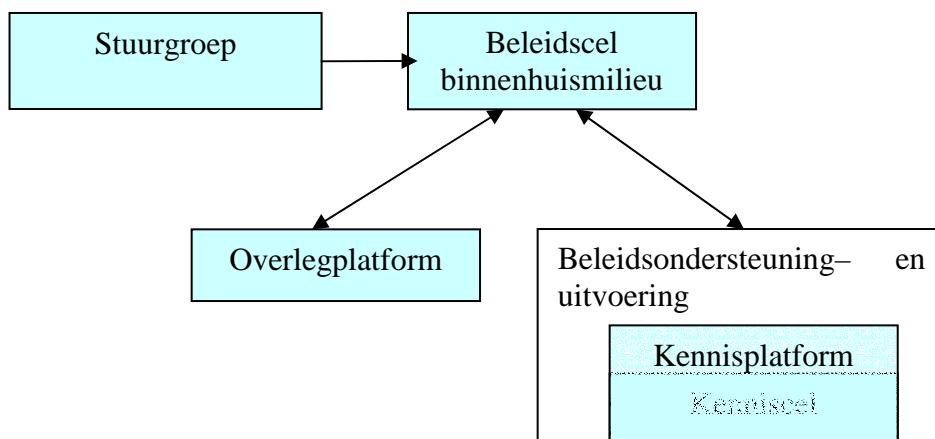 Stuurgroep
Beleidscel
binnenhuismilieu
Overlegplatform
Beleidsondersteuning– en
uitvoering
Kennisplatform
Kenniscel